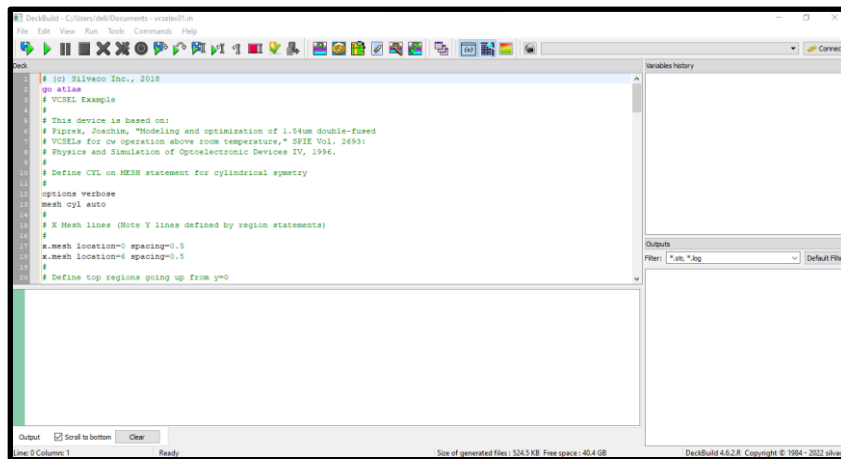 DeckBuild - C:/Users/dell/Documents - vcselex01.in
File Edit View Run Tools Commands Help
Connec
Deck
Variables history
1 # (c) Silvaco Inc., 2018
2 go atlas
3 # VCSEL Example
4 #
5 # This device is based on:
6 # Piprek, Joachim, "Modeling and optimization of 1.54um double-fused
7 # VCSELs for cw operation above room temperature," SPIE Vol. 2693:
8 # Physics and Simulation of Optoelectronic Devices IV, 1996.
9 #
10 # Define CYL on MESH statement for cylindrical symetry
11 #
12 options verbose
13 mesh cyl auto
14 #
15 # X Mesh lines (Note Y lines defined by region statements)
16 #
17 x.mesh location=0 spacing=0.5
18 x.mesh location=6 spacing=0.5
19 #
20 # Define top regions going up from y=0
Outputs
Filter: *.str, *.log Default Filte
Output Scroll to bottom Clear
Line: 0 Column: 1 Ready Size of generated files : 524.5 KB Free space : 40.4 GB DeckBuild 4.6.2.R Copyright © 1984 - 2022 silvac